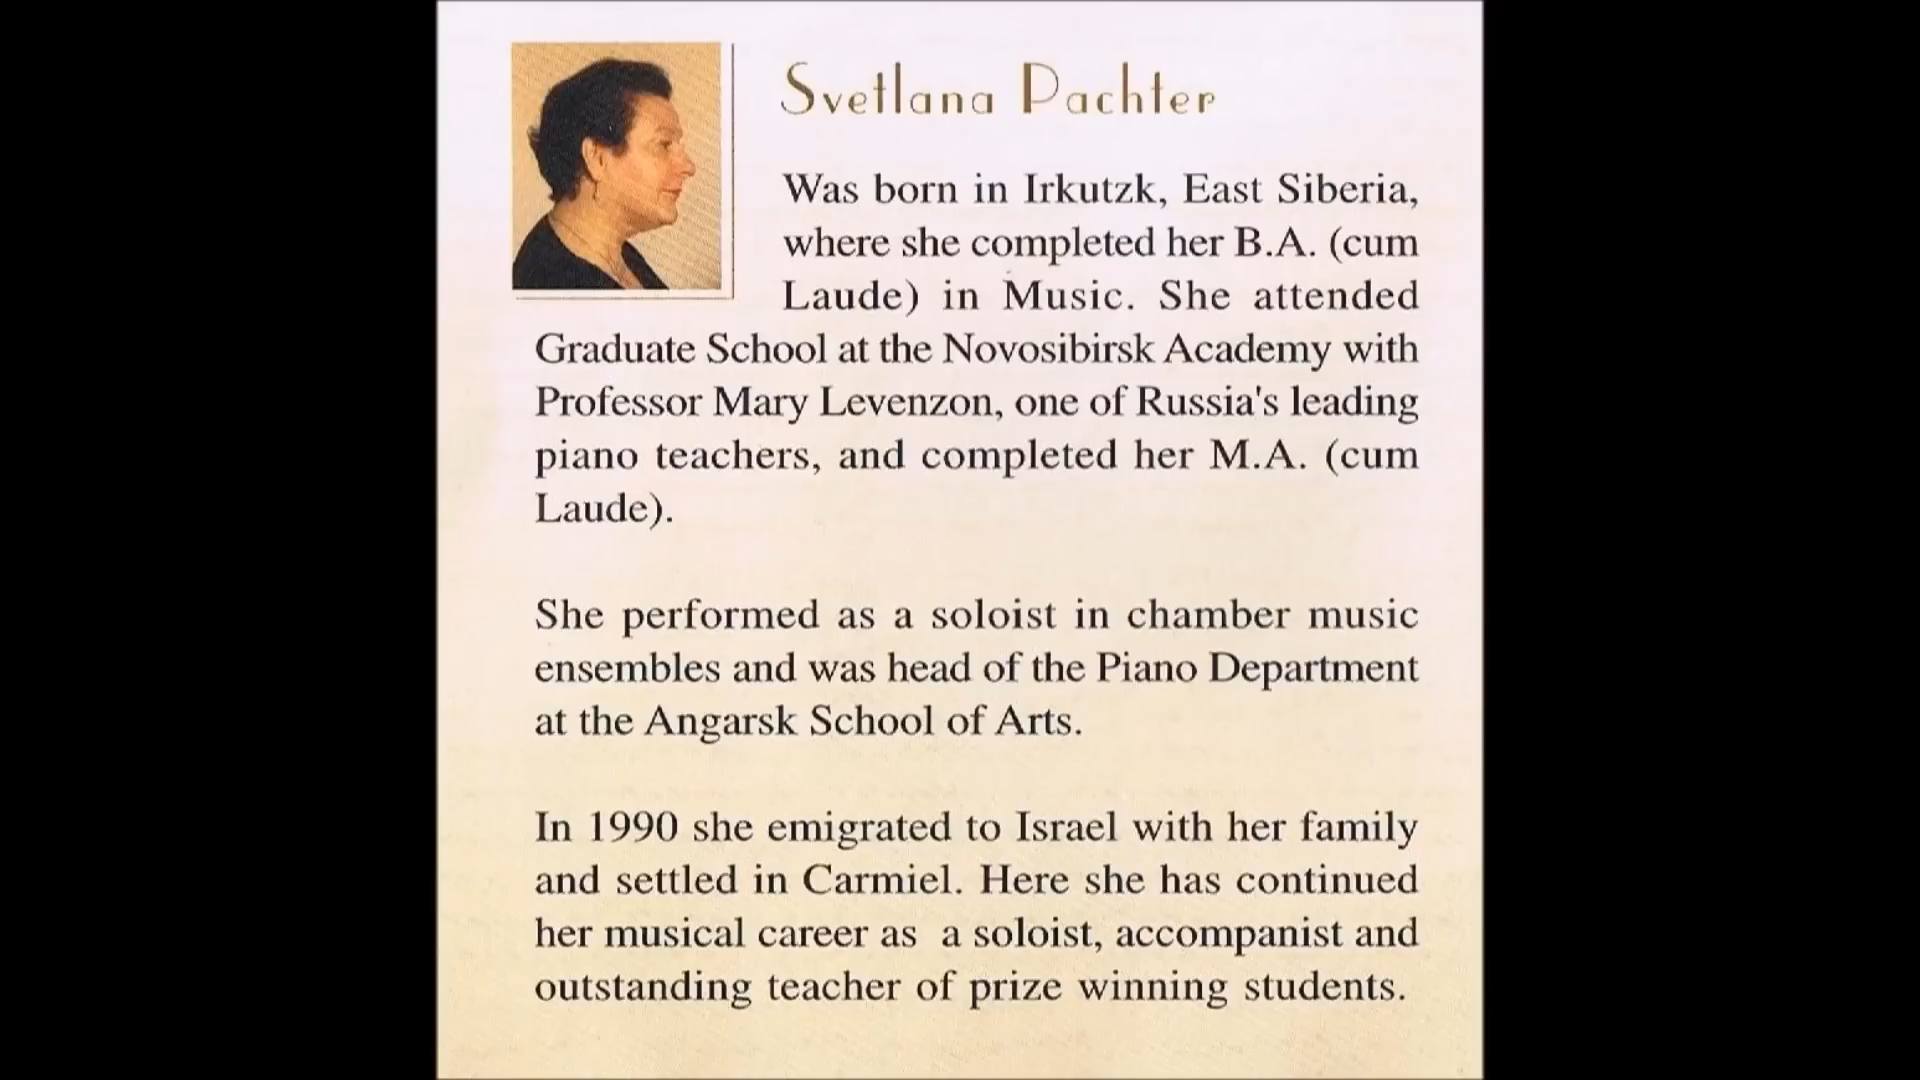 Svetlana Pachter
Was born in Irkutzk, East Siberia,
where she completed her B.A. (cum
Laude) in Music. She attended
Graduate School at the Novosibirsk Academy with
Professor Mary Levenzon, one of Russia's leading
piano teachers, and completed her M.A. (cum
Laude).
She performed as a soloist in chamber music
ensembles and was head of the Piano Department
at the Angarsk School of Arts.
In 1990 she emigrated to Israel with her family
and settled in Carmiel. Here she has continued
her musical career as a soloist, accompanist and
outstanding teacher of prize winning students.